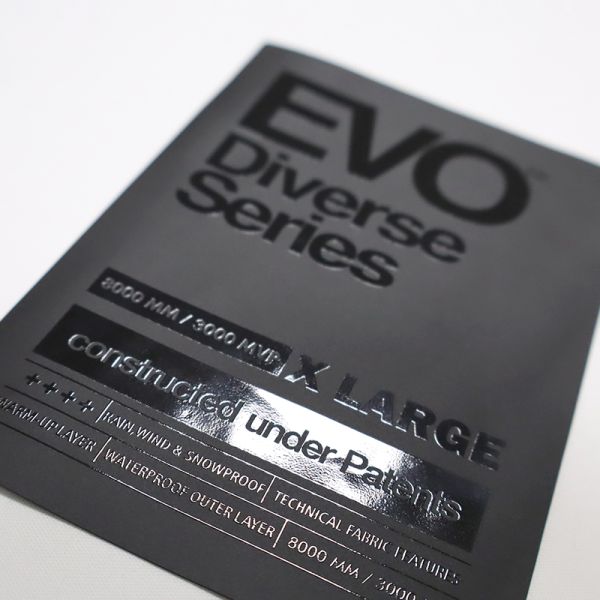 EVO
Diverse
Series
8000 MM / 3000 MVP X LARGE
constructed under Patents
++++ RAIN, WIND & SNOWPROOF TECHNICAL FABRIC FEATURES
WARM-UP LAYER WATERPROOF OUTER LAYER 8000 MM / 3000